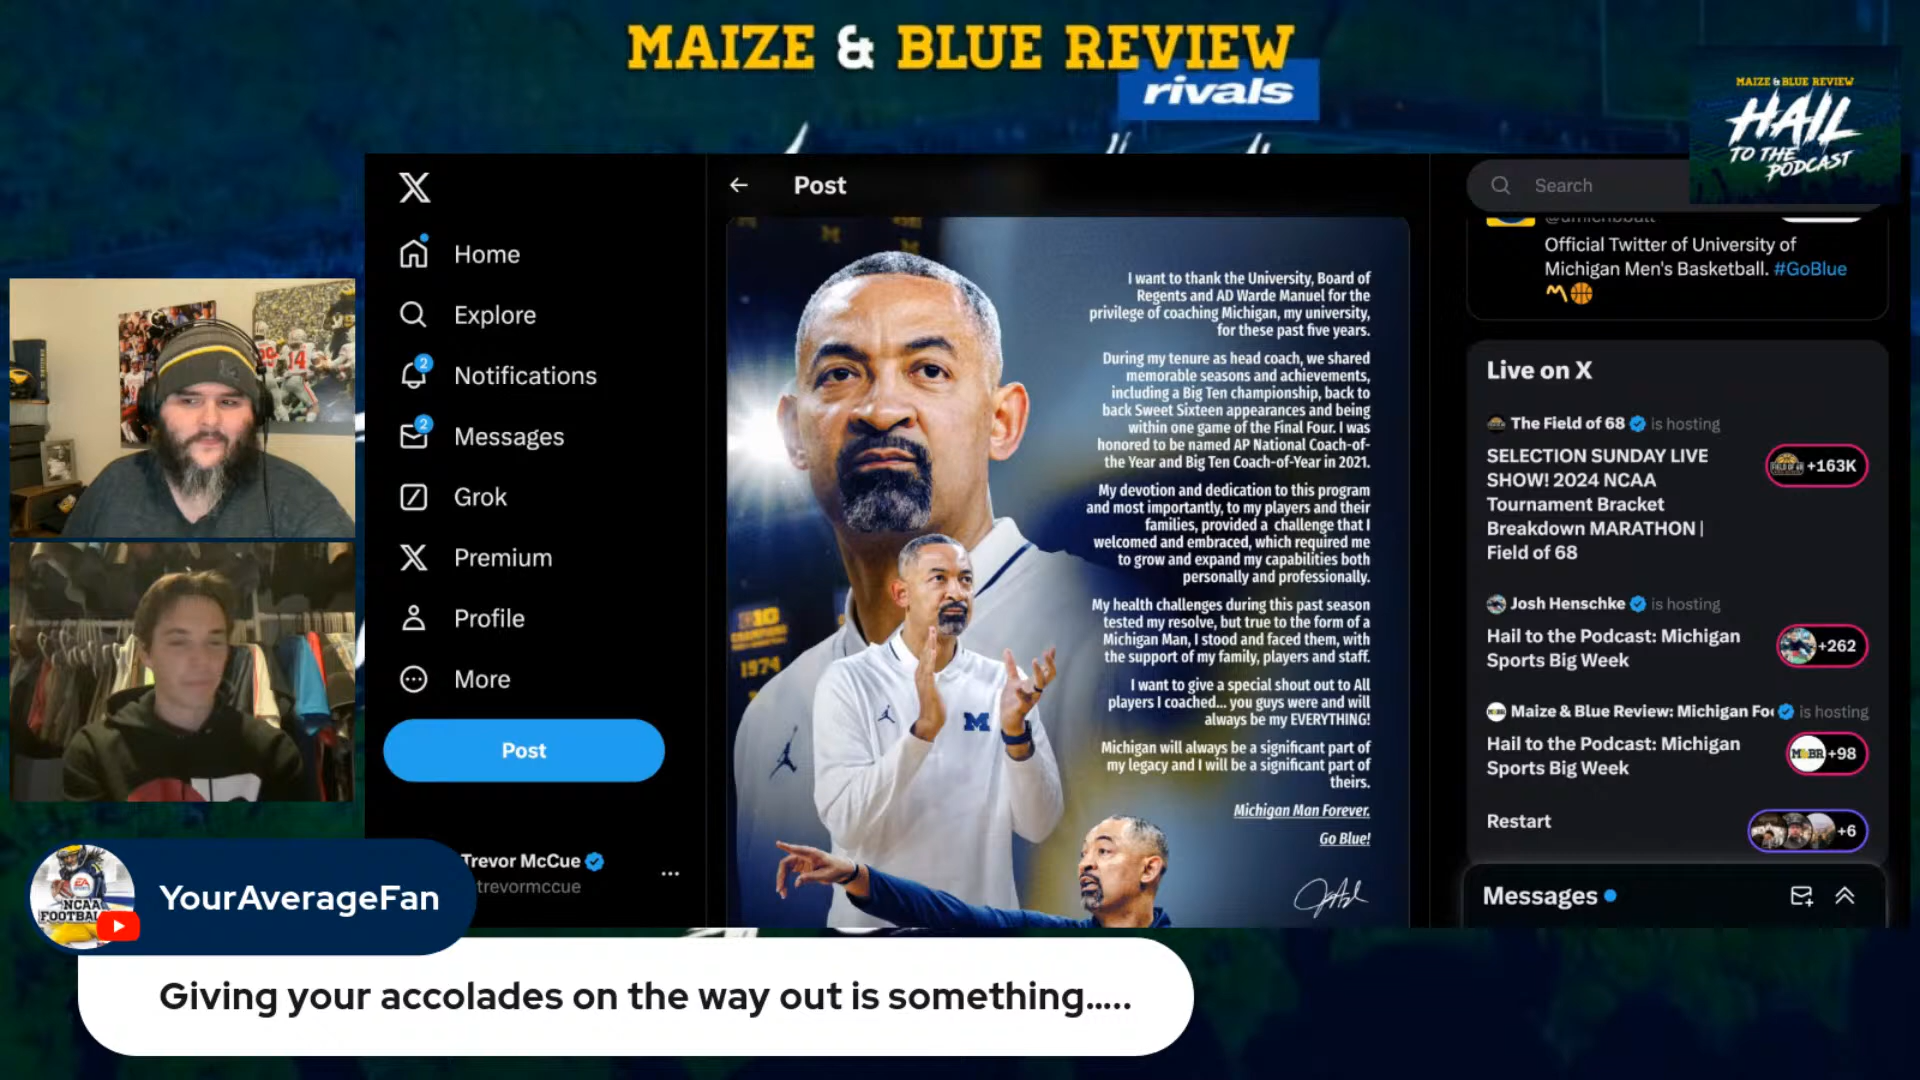 MAIZE & BLUE REVIEW
rivals
MAIZE & BLUE REVIEW
HAIL
TO THE
PODCAST
X
Home
Explore
2
Notifications
2
Messages
Grok
Premium
Profile
More
Post
Trevor McCue
trevormccue
Post
I want to thank the University, Board of
Regents and AD Warde Manuel for the
privilege of coaching Michigan, my university,
for these past five years.
During my tenure as head coach, we shared
memorable seasons and achievements,
including a Big Ten championship, back to
back Sweet Sixteen appearances and being
within one game of the Final Four. I was
honored to be named AP National Coach-of-
the Year and Big Ten Coach-of-Year in 2021.
My devotion and dedication to this program
and most importantly, to my players and their
families, provided a challenge that I
welcomed and embraced, which required me
to grow and expand my capabilities both
personally and professionally.
My health challenges during this past season
tested my resolve, but true to the form of a
Michigan Man, I stood and faced them, with
the support of my family, players and staff.
I want to give a special shout out to All
players I coached... you guys were and will
always be my EVERYTHING!
Michigan will always be a significant part of
my legacy and I will be a significant part of
theirs.
Michigan Man Forever.
Go Blue!
M
1974
Search
@umichbball
Official Twitter of University of
Michigan Men's Basketball. #GoBlue
Live on X
The Field of 68 is hosting
SELECTION SUNDAY LIVE
SHOW! 2024 NCAA
Tournament Bracket
Breakdown MARATHON |
Field of 68
+163K
Josh Henschke is hosting
Hail to the Podcast: Michigan
Sports Big Week
+262
Maize & Blue Review: Michigan Foo is hosting
Hail to the Podcast: Michigan
Sports Big Week
M&BR +98
Restart
+6
Messages
EA
SPORTS
NCAA
FOOTBAL
YourAverageFan
Giving your accolades on the way out is something.....